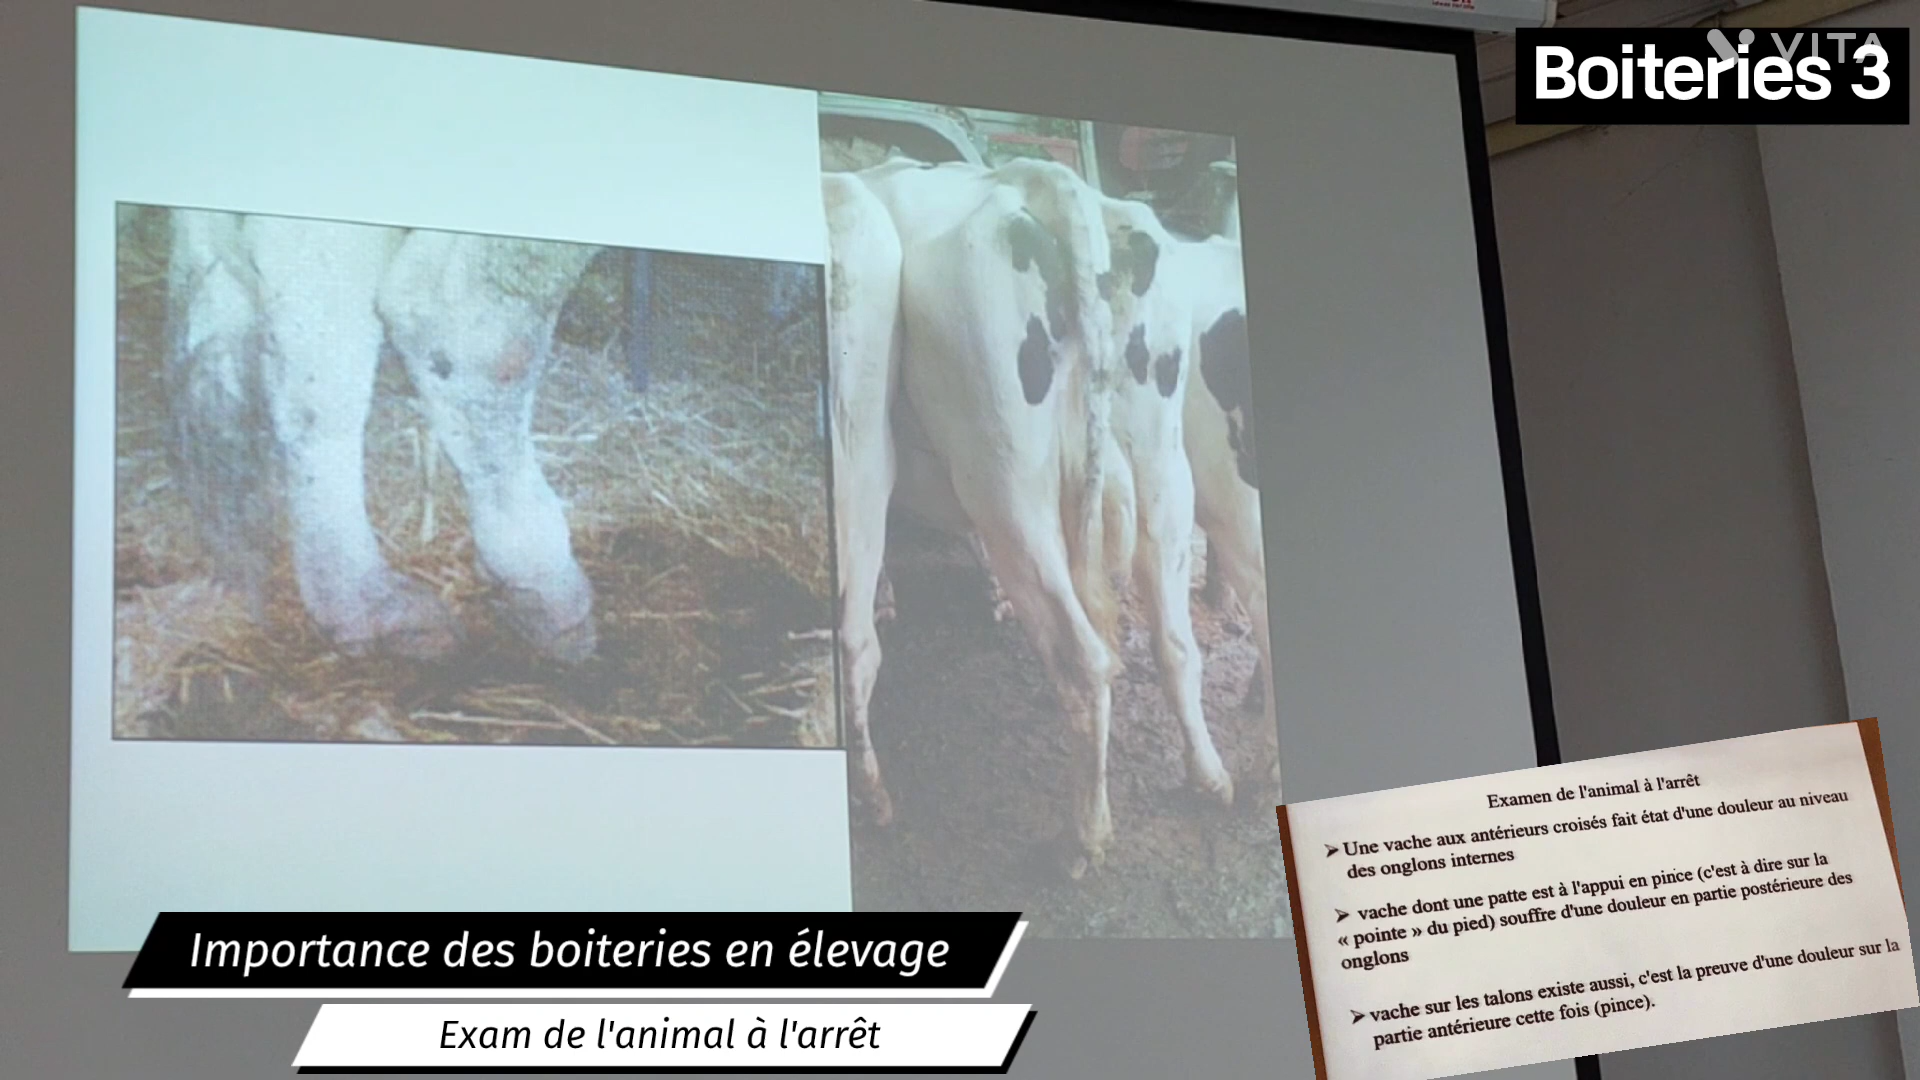 VITA
Boiteries 3
Examen de l'animal à l'arrêt
➢ Une vache aux antérieurs croisés fait état d'une douleur au niveau
des onglons internes
➢ vache dont une patte est à l'appui en pince (c'est à dire sur la
« pointe » du pied) souffre d'une douleur en partie postérieure des
onglons
➢ vache sur les talons existe aussi, c'est la preuve d'une douleur sur la
partie antérieure cette fois (pince).
Importance des boiteries en élevage
Exam de l'animal à l'arrêt